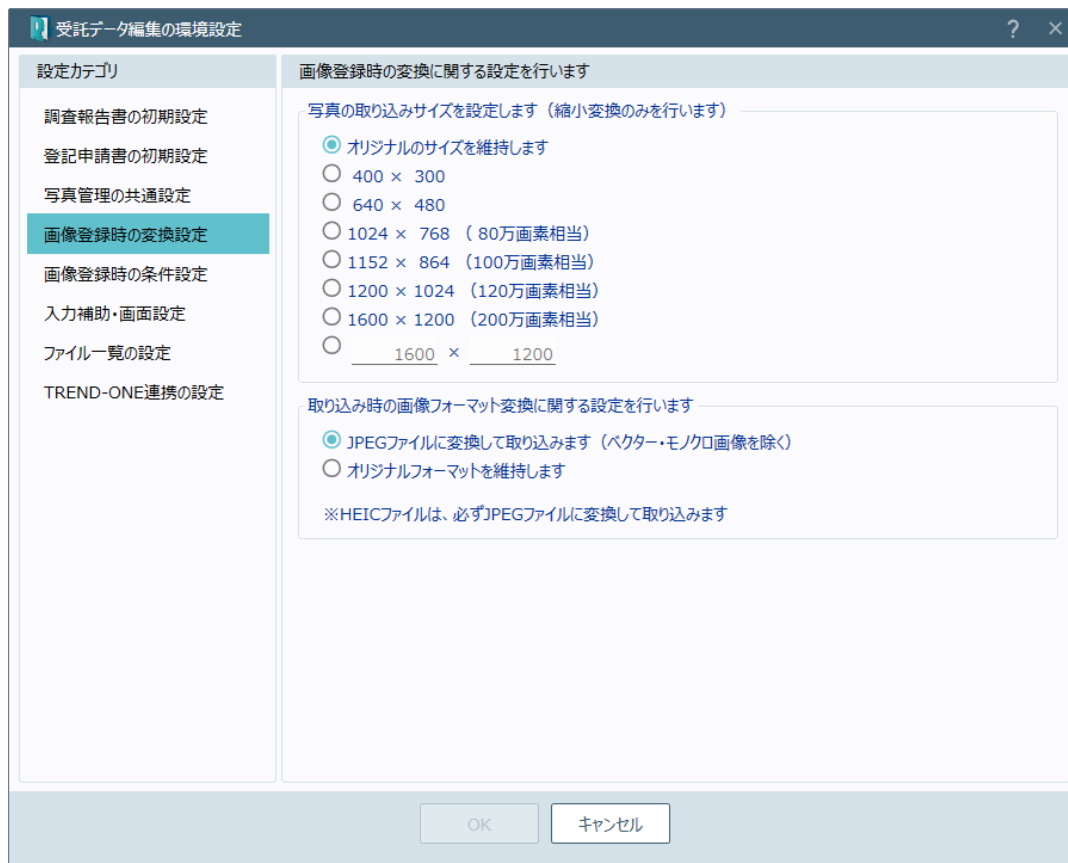 受託データ編集の環境設定
? ×
設定カテゴリ
調査報告書の初期設定
登記申請書の初期設定
写真管理の共通設定
画像登録時の変換設定
画像登録時の条件設定
入力補助・画面設定
ファイル一覧の設定
TREND-ONE連携の設定
画像登録時の変換に関する設定を行います
写真の取り込みサイズを設定します（縮小変換のみを行います）
オリジナルのサイズを維持します
400 × 300
640 × 480
1024 × 768 （ 80万画素相当）
1152 × 864 （100万画素相当）
1200 × 1024 （120万画素相当）
1600 × 1200 （200万画素相当）
1600 × 1200
取り込み時の画像フォーマット変換に関する設定を行います
JPEGファイルに変換して取り込みます（ベクター・モノクロ画像を除く）
オリジナルフォーマットを維持します
※HEICファイルは、必ずJPEGファイルに変換して取り込みます
OK キャンセル